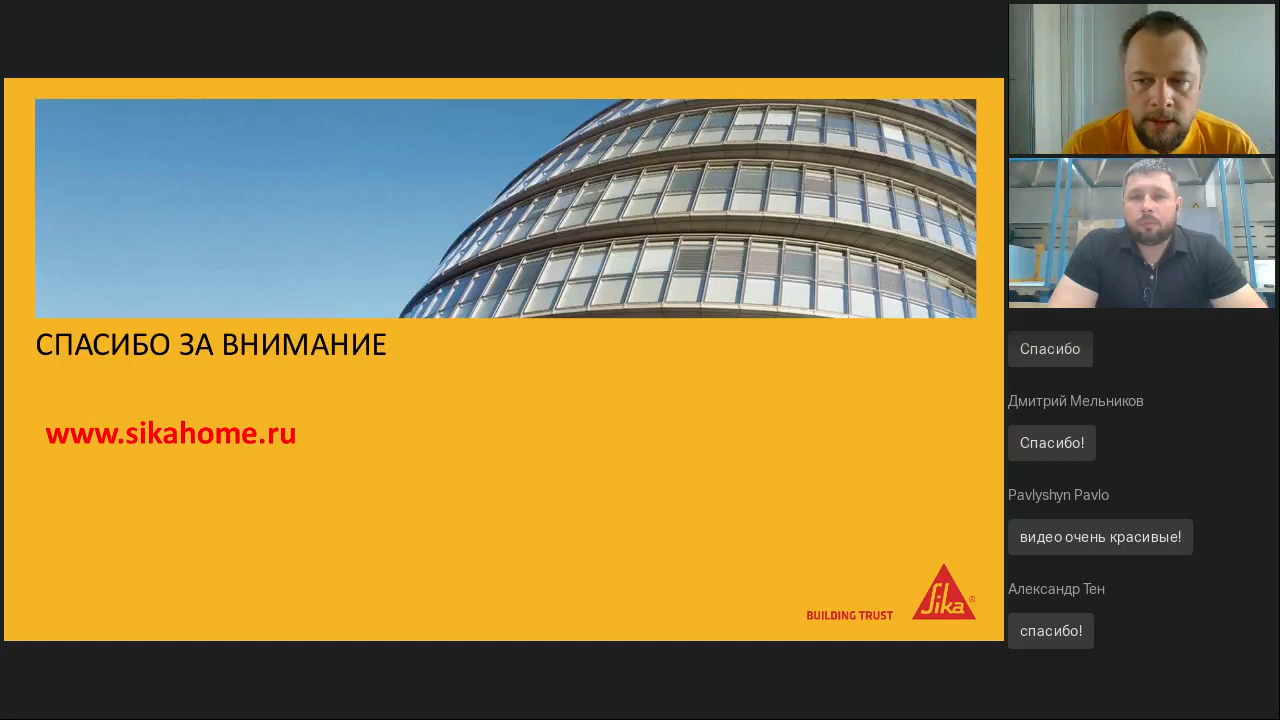 СПАСИБО ЗА ВНИМАНИЕ
www.sikahome.ru
BUILDING TRUST
Sika®
Спасибо
Дмитрий Мельников
Спасибо!
Pavlyshyn Pavlo
видео очень красивые!
Александр Тен
спасибо!